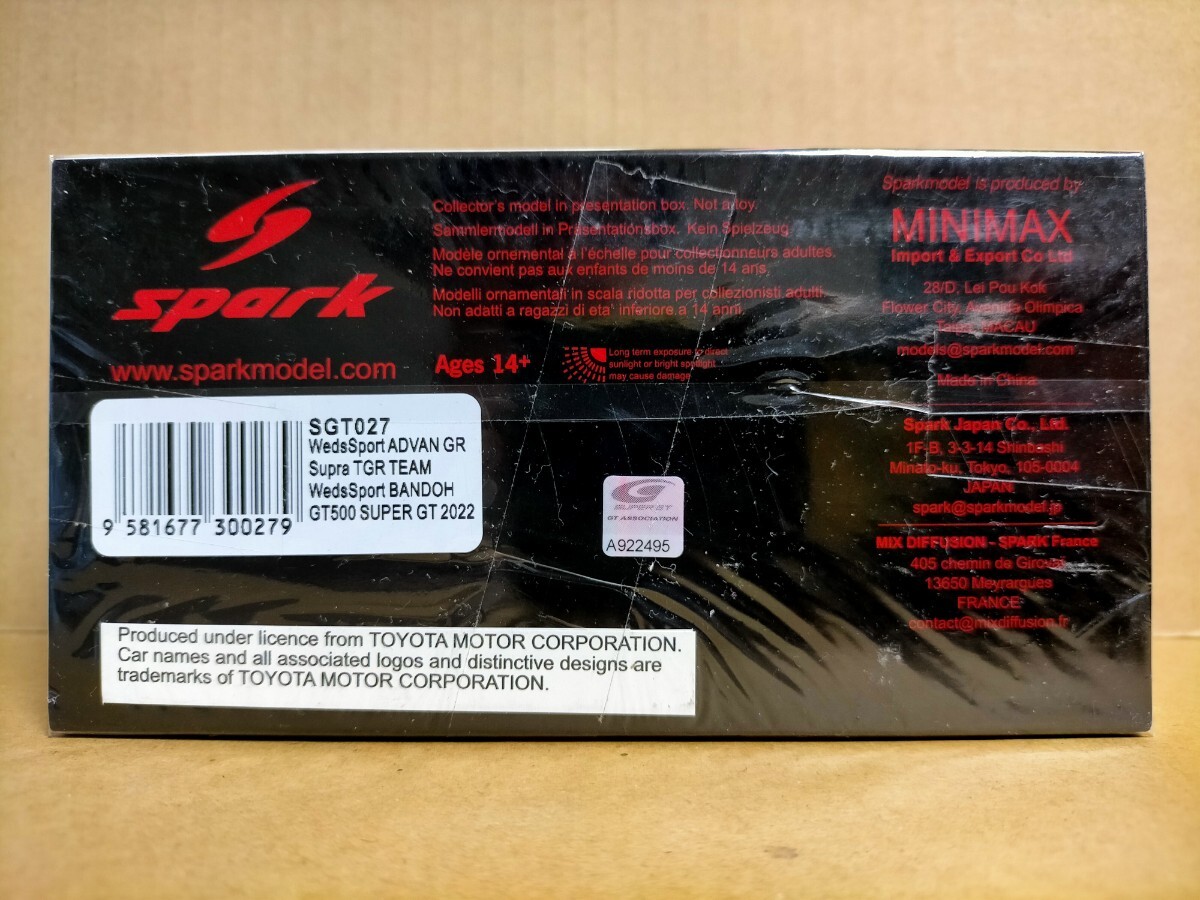 spark
www.sparkmodel.com
Collector's model in presentation box. Not a toy.
Sammlermodell in Präsentationsbox. Kein Spielzeug.
Modèle ornemental à l'échelle pour collectionneurs adultes.
Ne convient pas aux enfants de moins de 14 ans.
Modelli ornamentali in scala ridotta per collezionisti adulti.
Non adatti a ragazzi di eta' inferiore a 14 anni.
Ages 14+
Long term exposure to direct
sunlight or bright spotlight
may cause damage
Sparkmodel is produced by
MINIMAX
Import & Export Co Ltd
28/D, Lei Pou Kok
Flower City, Avenida Olimpica
Taipa, MACAU
models@sparkmodel.com
Made in China
Spark Japan Co., Ltd.
1F-B, 3-3-14 Shinbashi
Minato-ku, Tokyo, 105-0004
JAPAN
spark@sparkmodel.jp
MIX DIFFUSION - SPARK France
405 chemin de Girouse
13650 Meyrargues
FRANCE
contact@mixdiffusion.fr
SGT027
WedsSport ADVAN GR
Supra TGR TEAM
WedsSport BANDOH
GT500 SUPER GT 2022
9 581677 300279
SUPER GT
GT ASSOCIATION
A922495
Produced under licence from TOYOTA MOTOR CORPORATION.
Car names and all associated logos and distinctive designs are
trademarks of TOYOTA MOTOR CORPORATION.